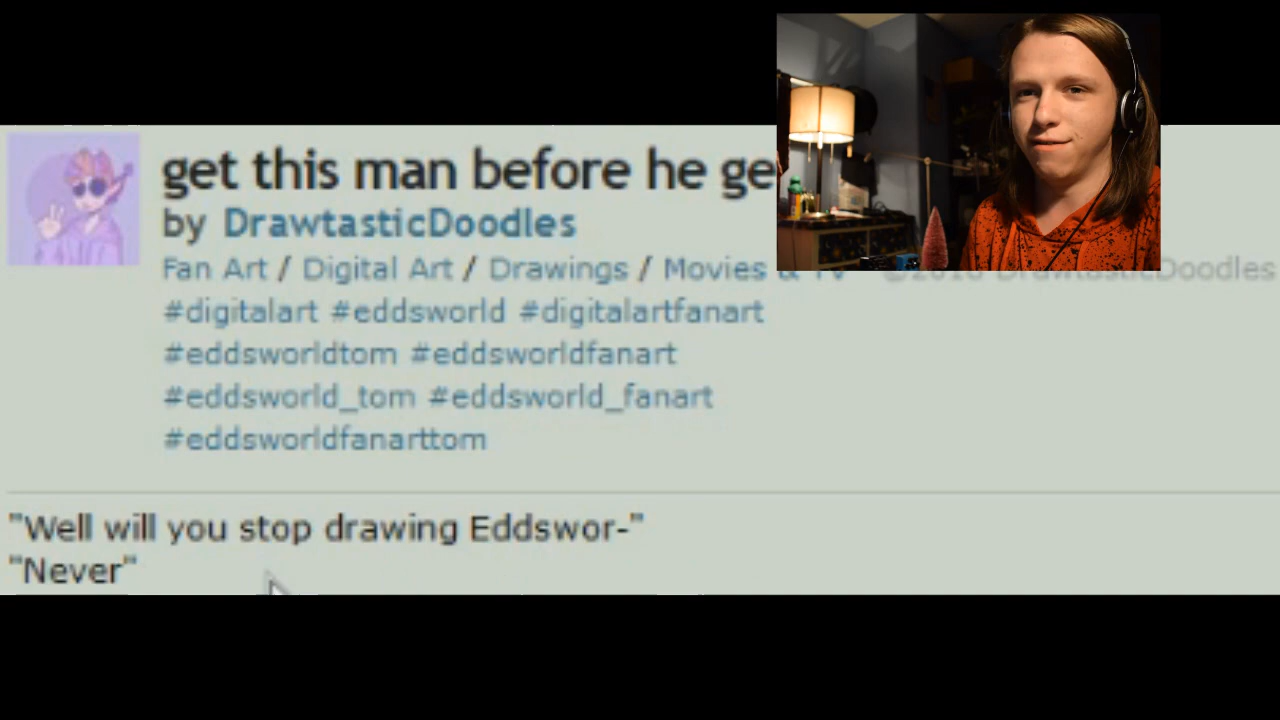 get this man before he ge
by DrawtasticDoodles
Fan Art / Digital Art / Drawings / Movies & TV DrawtasticDoodles
#digitalart #eddsworld #digitalartfanart
#eddsworldtom #eddsworldfanart
#eddsworld_tom #eddsworld_fanart
#eddsworldfanarttom
"Well will you stop drawing Eddswor-"
"Never"